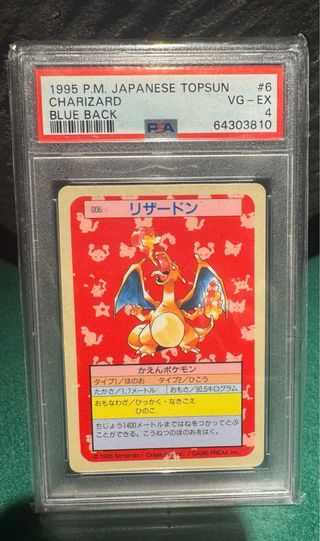 1995 P.M. JAPANESE TOPSUN #6
CHARIZARD VG-EX
BLUE BACK 4
PSA 64303810
006 リザードン
かえんポケモン
タイプ1/ほのお タイプ2/ひこう
たかさ/1.7メートル おもさ/90.5キログラム
おもなわざ/ひっかく・なきごえ
ひのこ
ちじょう1400メートルまではねをつかってとぶ
ことができる。こうねつのほのおをはく。
© 1995 Nintendo / Creatures inc. / GAME FREAK inc.